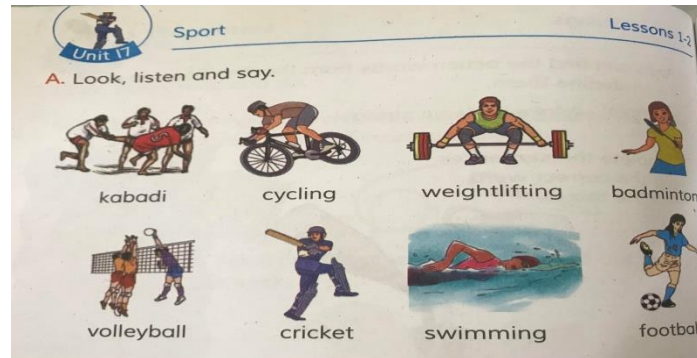 Unit 17
Sport
Lessons 1-2
A. Look, listen and say.
kabadi cycling weightlifting badminton
volleyball cricket swimming footbal